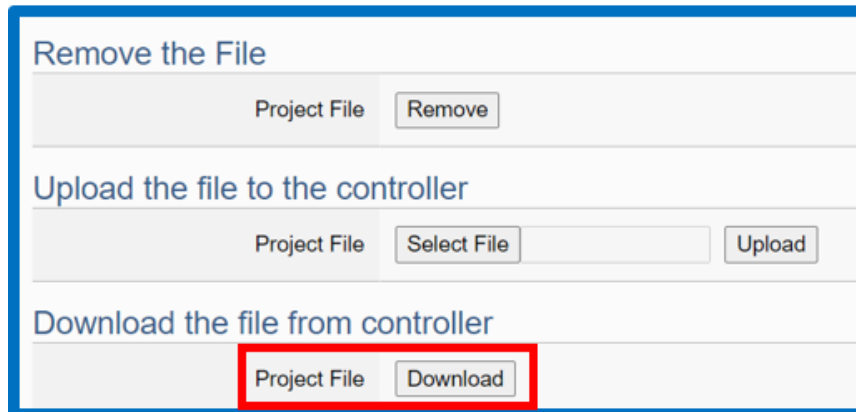 Remove the File
Project File Remove
Upload the file to the controller
Project File Select File Upload
Download the file from controller
Project File Download